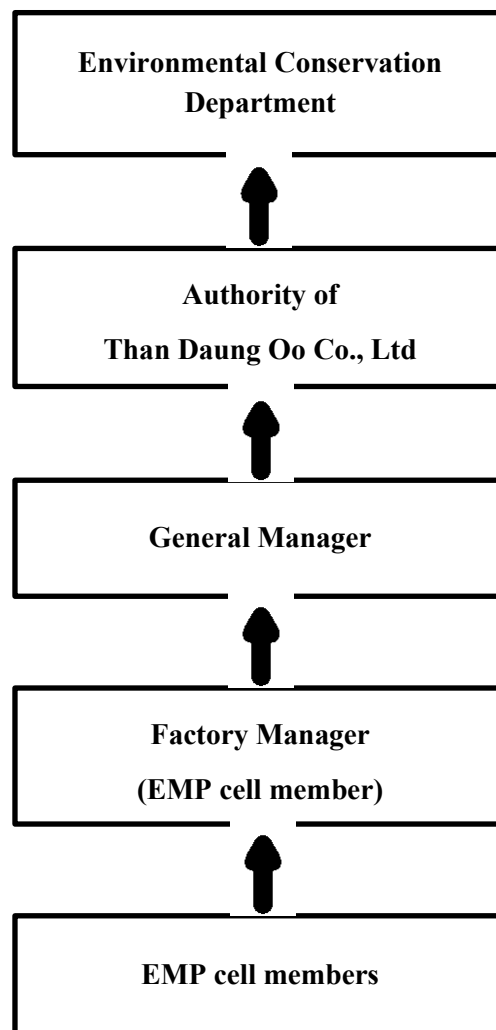 Environmental Conservation
Department
Authority of
Than Daung Oo Co., Ltd
General Manager
Factory Manager
(EMP cell member)
EMP cell members